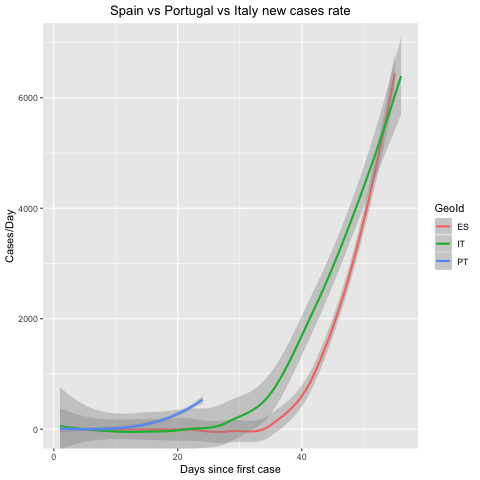 Spain vs Portugal vs Italy new cases rate
Cases/Day
6000
4000
2000
0
0
20
40
Days since first case
GeoId
ES
IT
PT